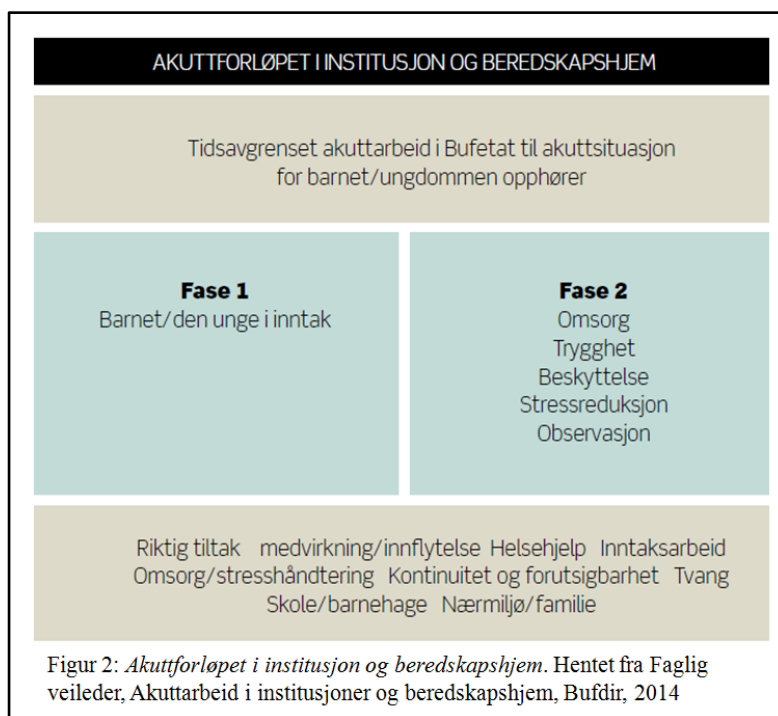 AKUTTFORLØPET I INSTITUSJON OG BEREDSKAPSHJEM
Tidsavgrenset akuttarbeid i Bufetat til akuttsituasjon
for barnet/ungdommen opphører
Fase 1
Barnet/den unge i inntak
Fase 2
Omsorg
Trygghet
Beskyttelse
Stressreduksjon
Observasjon
Riktig tiltak medvirkning/innflytelse Helsehjelp Inntaksarbeid
Omsorg/stresshåndtering Kontinuitet og forutsigbarhet Tvang
Skole/barnehage Nærmiljø/familie
Figur 2: Akuttforløpet i institusjon og beredskapshjem. Hentet fra Faglig
veileder, Akuttarbeid i institusjoner og beredskapshjem, Bufdir, 2014